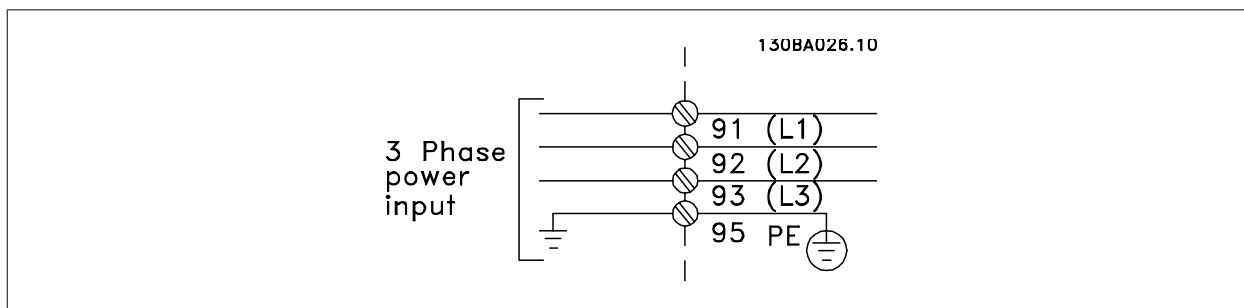 130BA026.10
3 Phase
power
input
91 (L1)
92 (L2)
93 (L3)
95 PE